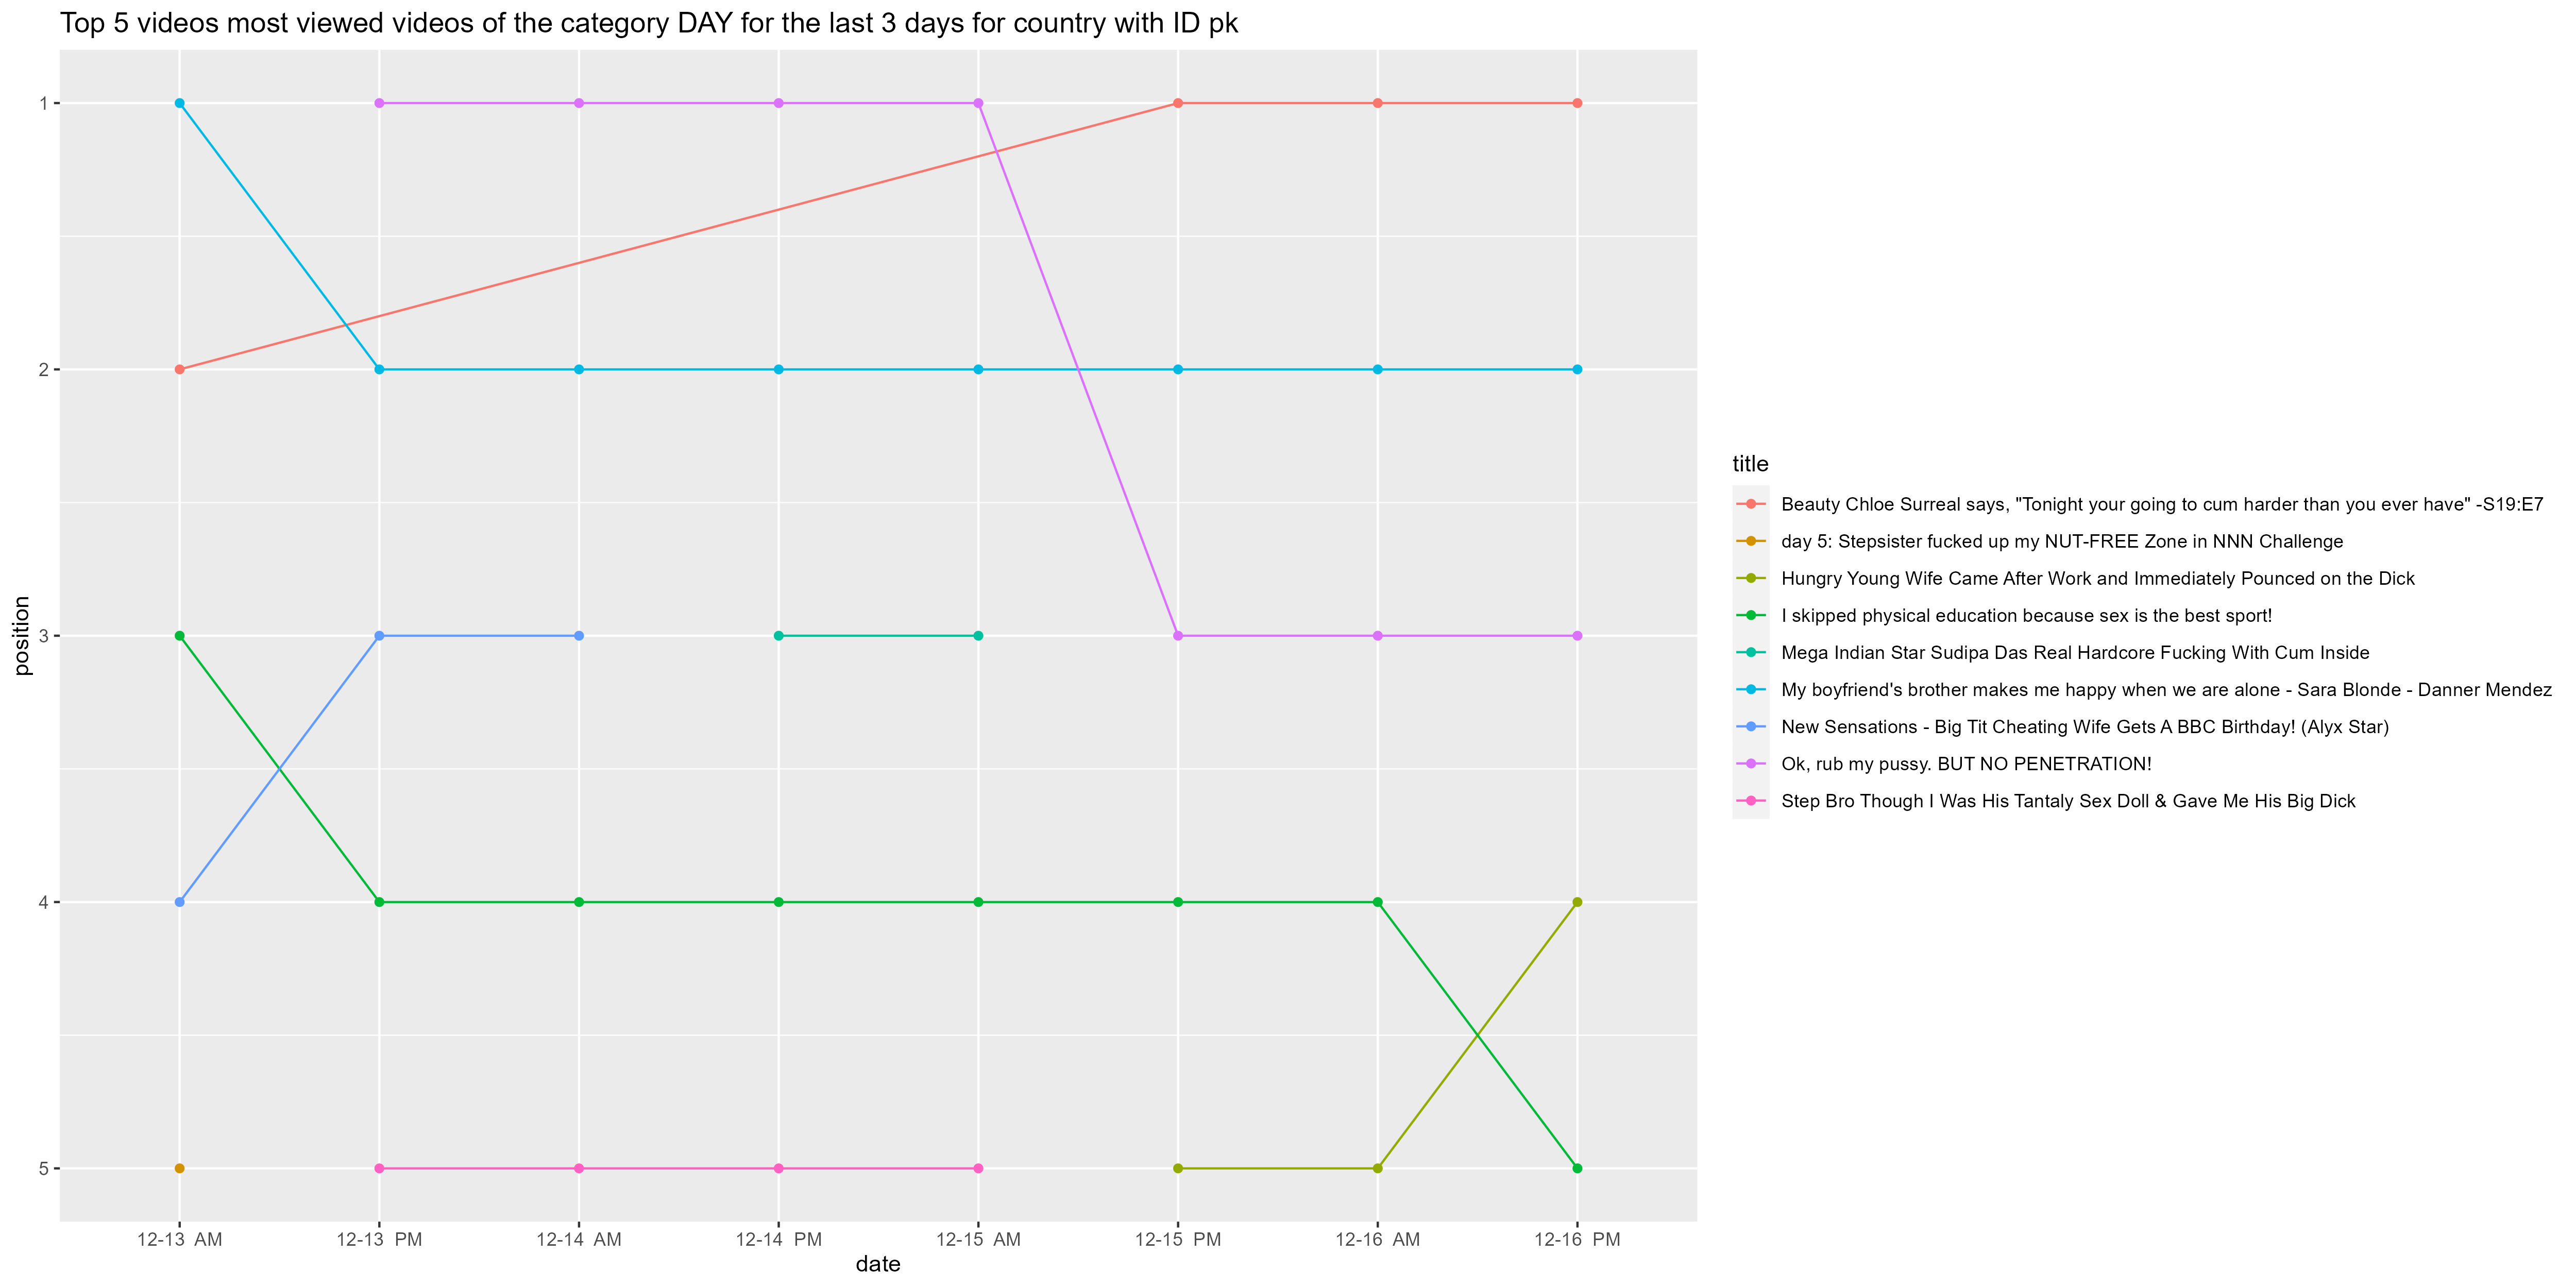 Top 5 videos most viewed videos of the category DAY for the last 3 days for country with ID pk
position
1
2
3
4
5
12-13 AM
12-13 PM
12-14 AM
12-14 PM
12-15 AM
12-15 PM
12-16 AM
12-16 PM
date
title
Beauty Chloe Surreal says, "Tonight your going to cum harder than you ever have" -S19:E7
day 5: Stepsister fucked up my NUT-FREE Zone in NNN Challenge
Hungry Young Wife Came After Work and Immediately Pounced on the Dick
I skipped physical education because sex is the best sport!
Mega Indian Star Sudipa Das Real Hardcore Fucking With Cum Inside
My boyfriend's brother makes me happy when we are alone - Sara Blonde - Danner Mendez
New Sensations - Big Tit Cheating Wife Gets A BBC Birthday! (Alyx Star)
Ok, rub my pussy. BUT NO PENETRATION!
Step Bro Though I Was His Tantaly Sex Doll & Gave Me His Big Dick